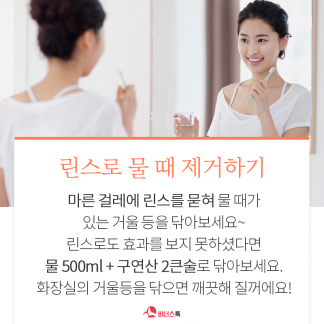 린스로 물 때 제거하기
마른 걸레에 린스를 묻혀 물 때가
있는 거울 등을 닦아보세요~
린스로도 효과를 보지 못하셨다면
물 500ml + 구연산 2큰술로 닦아보세요.
화장실의 거울등을 닦으면 깨끗해 질꺼에요!
비너스톡